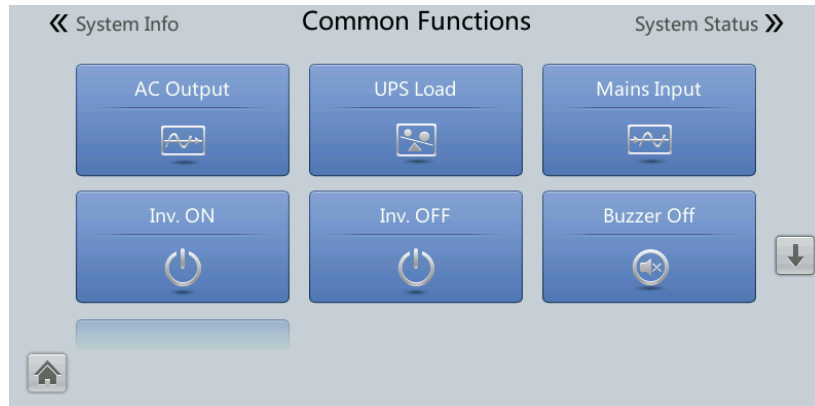 System Info
Common Functions
System Status
AC Output
UPS Load
Mains Input
Inv. ON
Inv. OFF
Buzzer Off